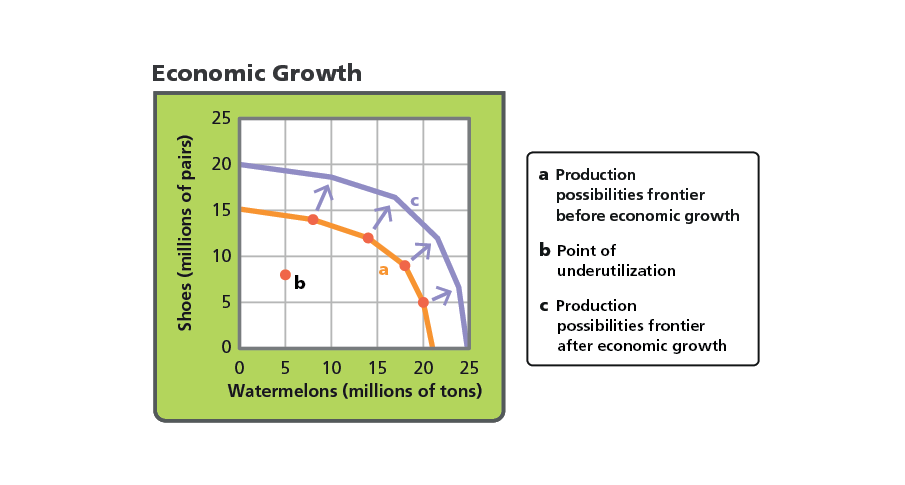 Economic Growth
Shoes (millions of pairs)
25
20
15
10
5
0
c
a
b
0 5 10 15 20 25
Watermelons (millions of tons)
a Production
possibilities frontier
before economic growth
b Point of
underutilization
c Production
possibilities frontier
after economic growth